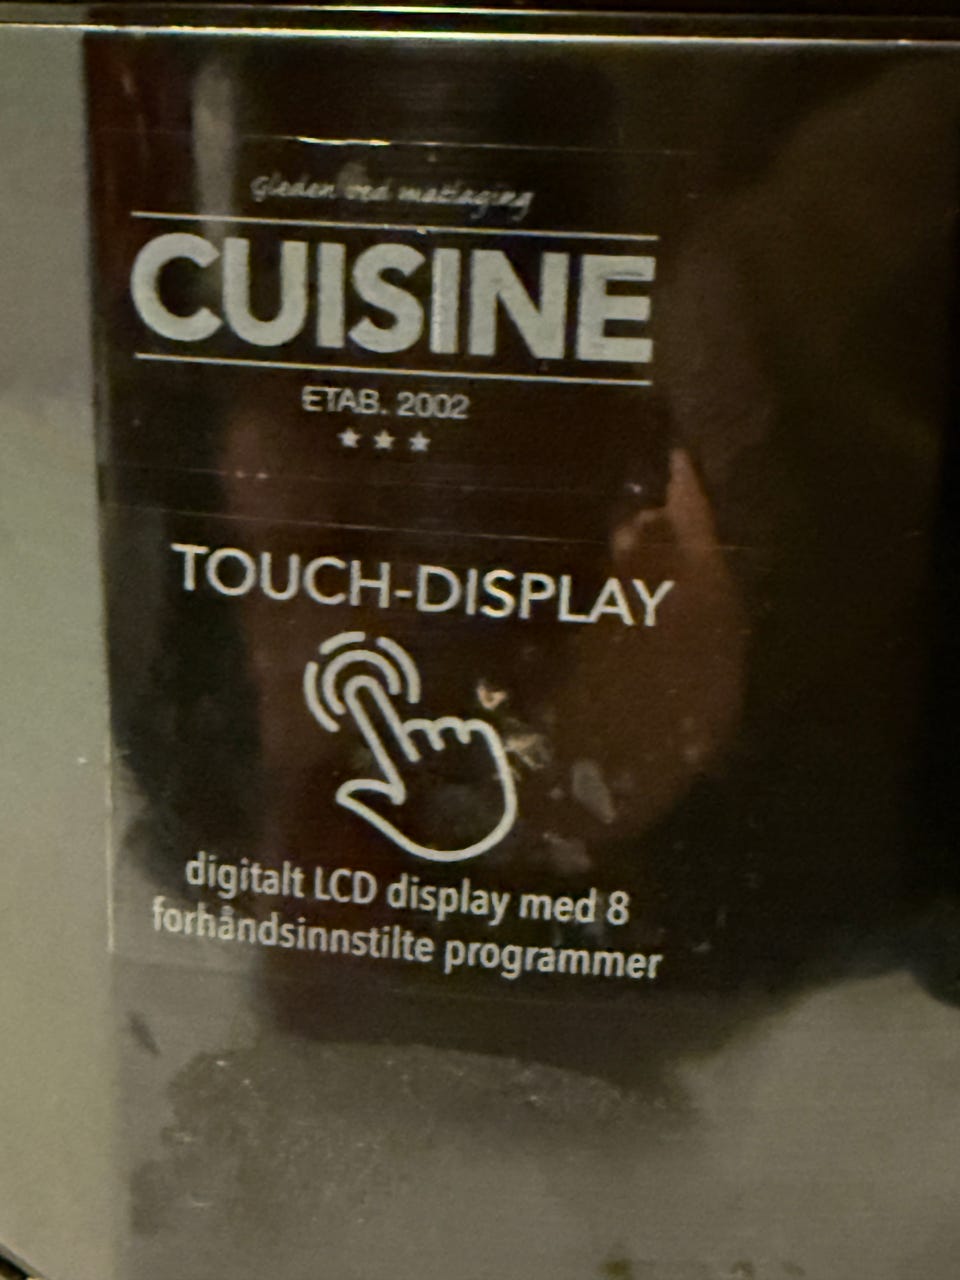 Gleden ved matlaging
CUISINE
ETAB. 2002
TOUCH-DISPLAY
digitalt LCD display med 8
forhåndsinnstilte programmer